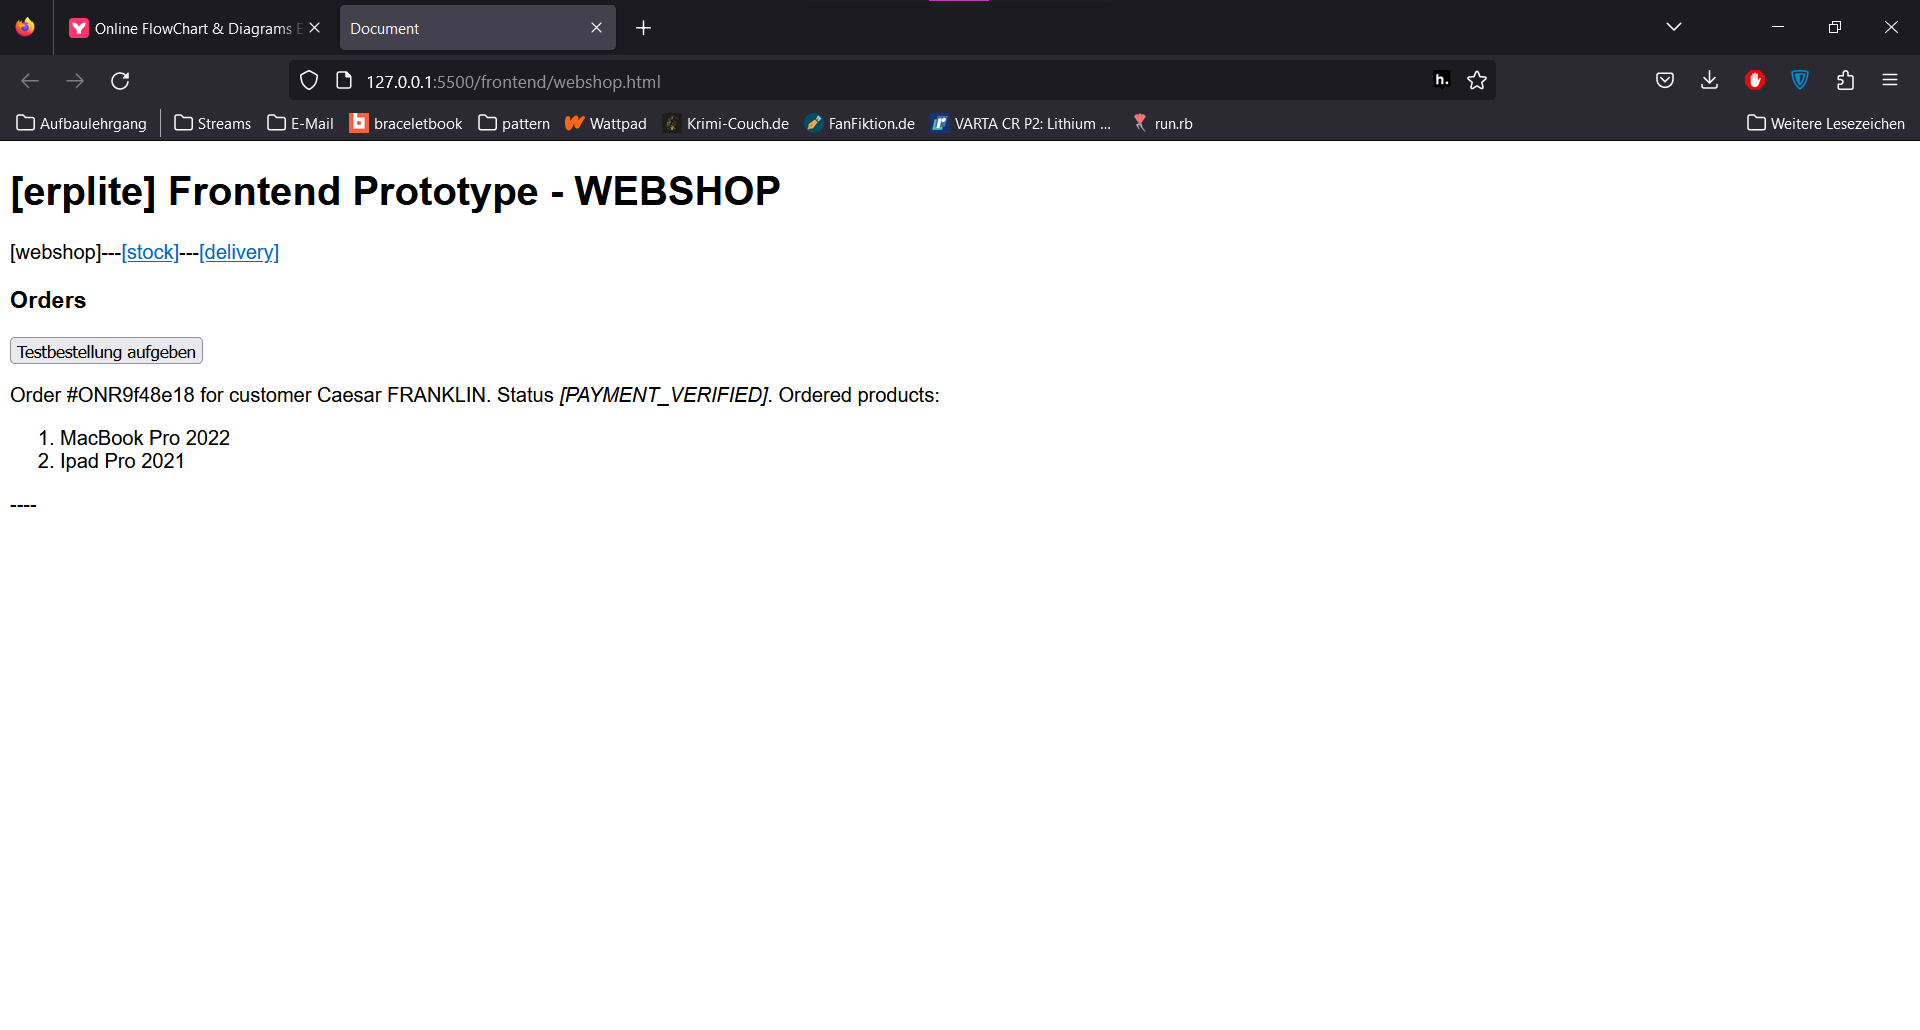 Online FlowChart & Diagrams E
Document
127.0.0.1:5500/frontend/webshop.html
h.
Aufbaulehrgang
Streams
E-Mail
braceletbook
pattern
Wattpad
Krimi-Couch.de
FanFiktion.de
VARTA CR P2: Lithium ...
run.rb
Weitere Lesezeichen
[erplite] Frontend Prototype - WEBSHOP
[webshop]---[stock]---[delivery]
Orders
Testbestellung aufgeben
Order #ONR9f48e18 for customer Caesar FRANKLIN. Status [PAYMENT_VERIFIED]. Ordered products:
1. MacBook Pro 2022
2. Ipad Pro 2021
----